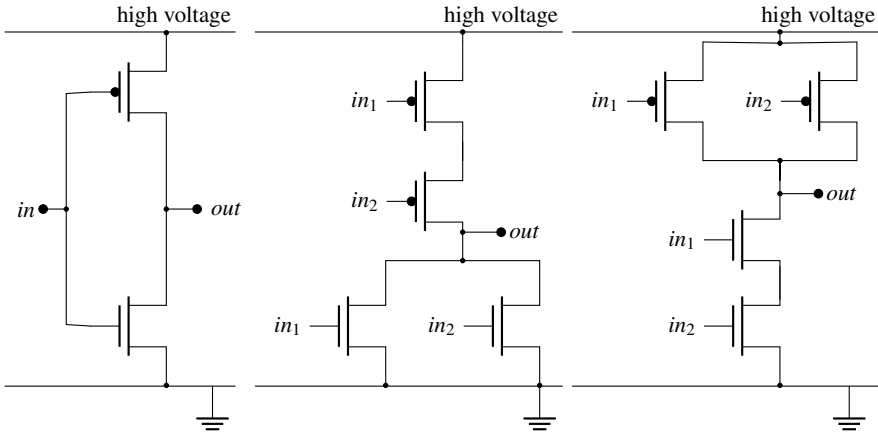 high voltage
in
out
high voltage
in1
in2
out
in1
in2
high voltage
in1
in2
out
in1
in2